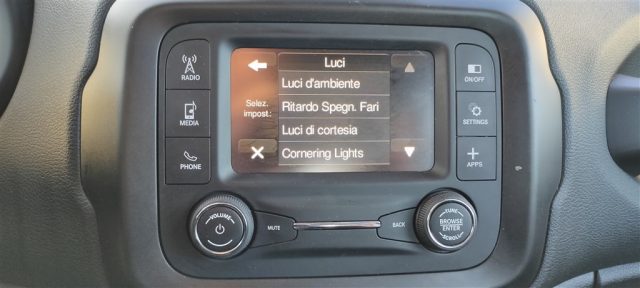 RADIO
MEDIA
PHONE
Luci
Selez.
impost.:
Luci d'ambiente
Ritardo Spegn. Fari
Luci di cortesia
Cornering Lights
ON/OFF
SETTINGS
APPS
VOLUME
MUTE
BACK
TUNE
BROWSE
ENTER
SCROLL